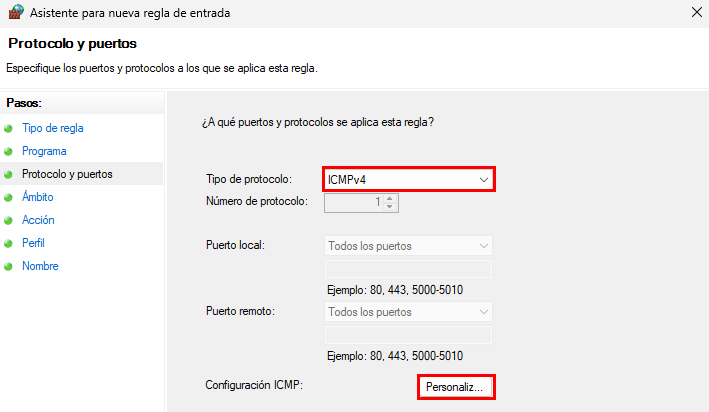 Asistente para nueva regla de entrada
Protocolo y puertos
Especifique los puertos y protocolos a los que se aplica esta regla.
Pasos:
Tipo de regla
Programa
Protocolo y puertos
Ámbito
Acción
Perfil
Nombre
¿A qué puertos y protocolos se aplica esta regla?
Tipo de protocolo: ICMPv4
Número de protocolo: 1
Puerto local: Todos los puertos
Ejemplo: 80, 443, 5000-5010
Puerto remoto: Todos los puertos
Ejemplo: 80, 443, 5000-5010
Configuración ICMP: Personaliz...